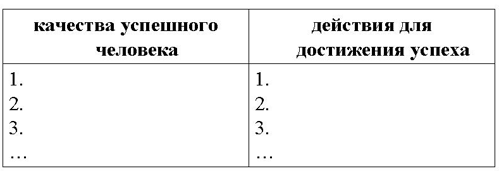 качества успешного
человека
действия для
достижения успеха
1.
2.
3.
…
1.
2.
3.
…